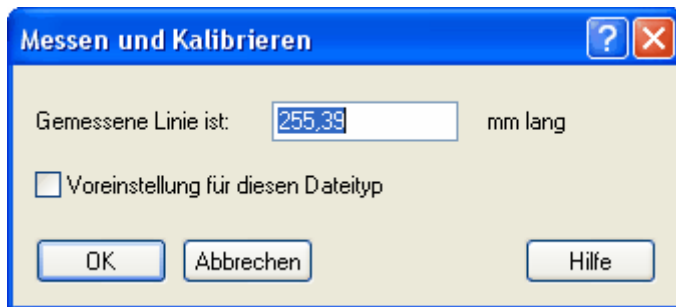 Messen und Kalibrieren
Gemessene Linie ist: 255,39 mm lang
Voreinstellung für diesen Dateityp
OK Abbrechen Hilfe